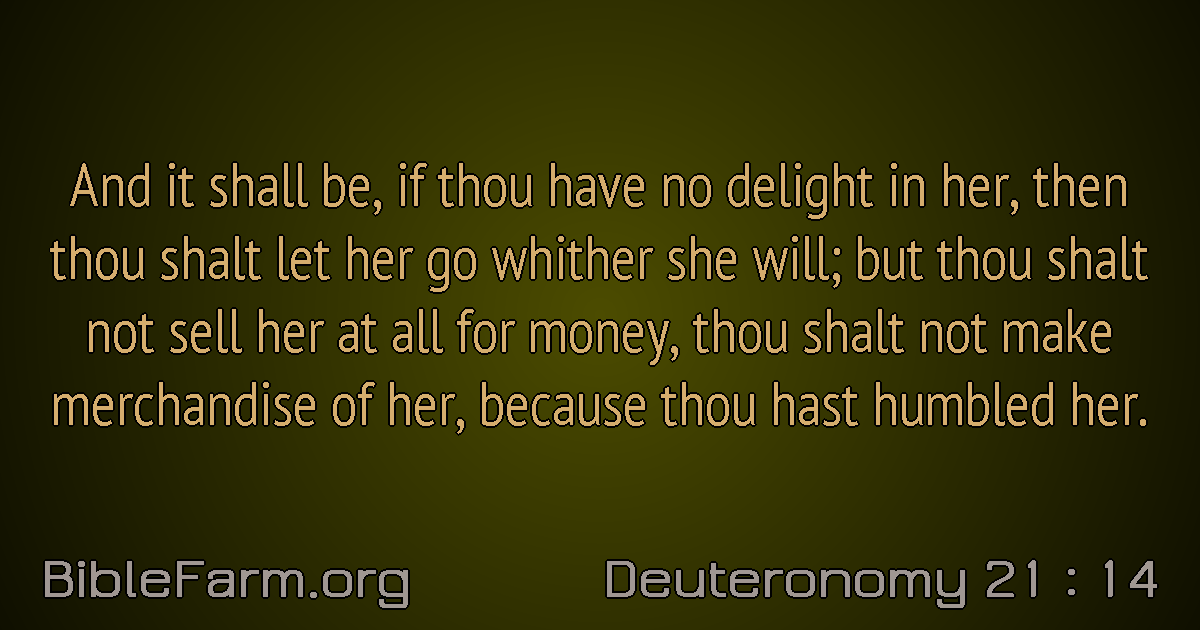 And it shall be, if thou have no delight in her, then
thou shalt let her go whither she will; but thou shalt
not sell her at all for money, thou shalt not make
merchandise of her, because thou hast humbled her.
BibleFarm.org
Deuteronomy 21 : 14